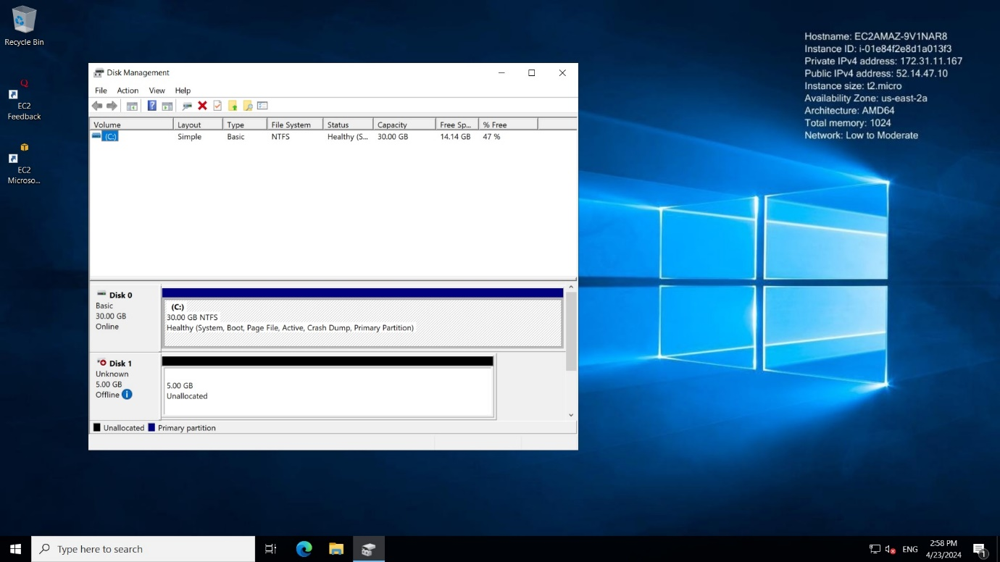 Recycle Bin
EC2
Feedback
EC2
Microso...
Hostname: EC2AMAZ-9V1NAR8
Instance ID: i-01e84f2e8d1a013f3
Private IPv4 address: 172.31.11.167
Public IPv4 address: 52.14.47.10
Instance size: t2.micro
Availability Zone: us-east-2a
Architecture: AMD64
Total memory: 1024
Network: Low to Moderate
Disk Management
File Action View Help
Volume Layout Type File System Status Capacity Free Sp... % Free
(C:) Simple Basic NTFS Healthy (S... 30.00 GB 14.14 GB 47 %
Disk 0
Basic
30.00 GB
Online
(C:)
30.00 GB NTFS
Healthy (System, Boot, Page File, Active, Crash Dump, Primary Partition)
Disk 1
Unknown
5.00 GB
Offline
5.00 GB
Unallocated
Unallocated Primary partition
Type here to search
ENG
2:58 PM
4/23/2024
1